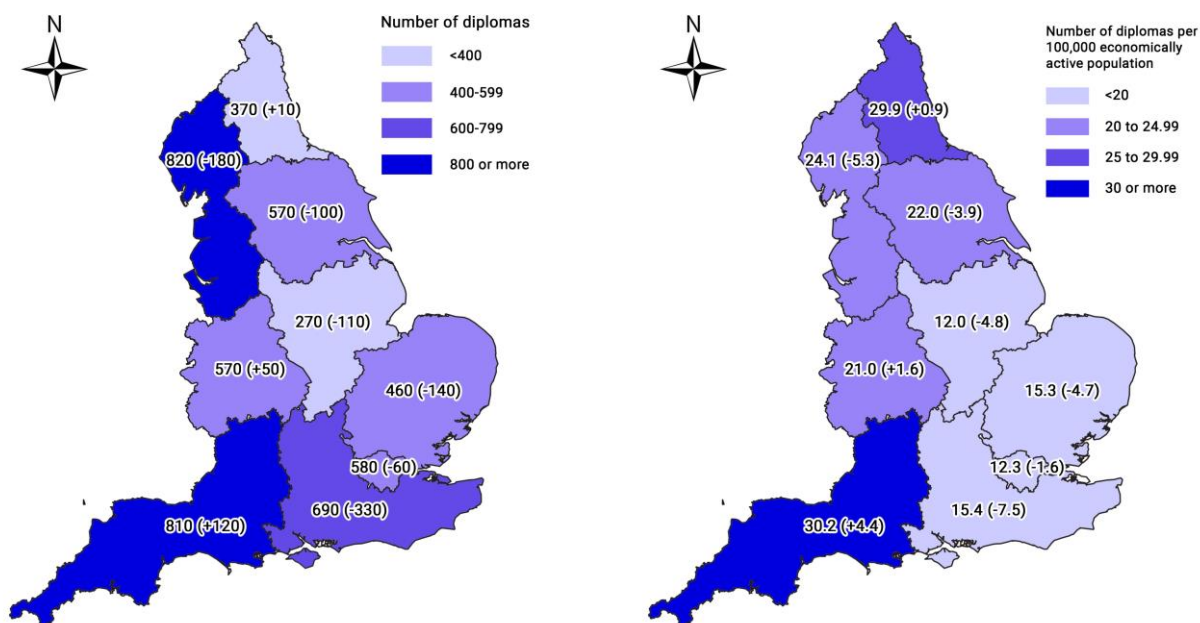 N
Number of diplomas
<400
400-599
600-799
800 or more
370 (+10)
820 (-180)
570 (-100)
270 (-110)
570 (+50)
460 (-140)
580 (-60)
690 (-330)
810 (+120)
N
Number of diplomas per
100,000 economically
active population
<20
20 to 24.99
25 to 29.99
30 or more
29.9 (+0.9)
24.1 (-5.3)
22.0 (-3.9)
12.0 (-4.8)
21.0 (+1.6)
15.3 (-4.7)
12.3 (-1.6)
15.4 (-7.5)
30.2 (+4.4)